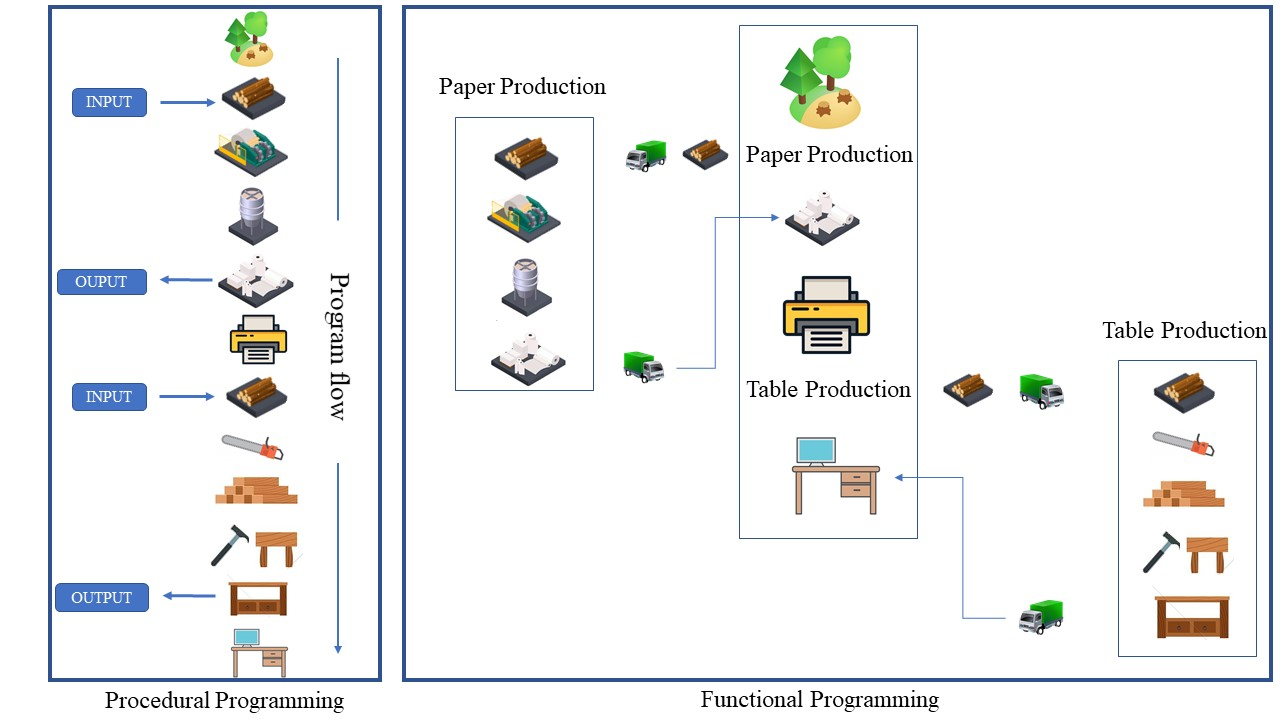 INPUT
OUPUT
INPUT
OUTPUT
Program flow
Procedural Programming
Paper Production
Paper Production
Table Production
Table Production
Functional Programming